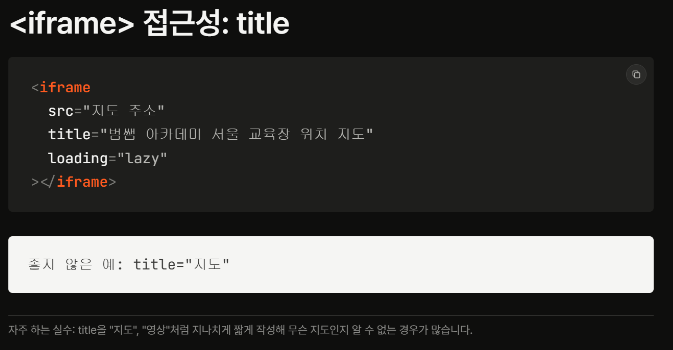 <iframe> 접근성: title
<iframe
src="지도 주소"
title="범쌤 아카데미 서울 교육장 위치 지도"
loading="lazy"
></iframe>
좋지 않은 예: title="지도"
자주 하는 실수: title을 "지도", "영상"처럼 지나치게 짧게 작성해 무슨 지도인지 알 수 없는 경우가 많습니다.